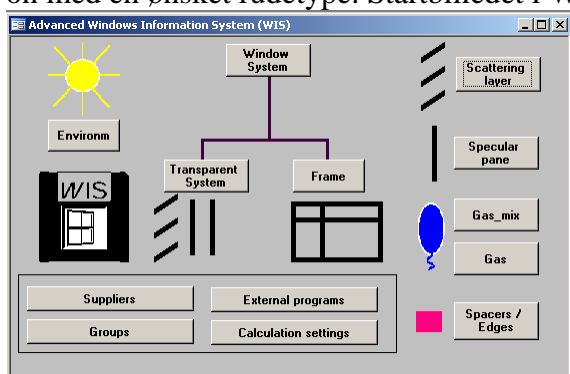 on med en ønsket rudetype. Startbilledet i W
Advanced Windows Information System (WIS)
Window
System
Scattering
layer
Environm
Specular
pane
Transparent
System
Frame
WIS
Gas_mix
Gas
Suppliers
External programs
Groups
Calculation settings
Spacers /
Edges